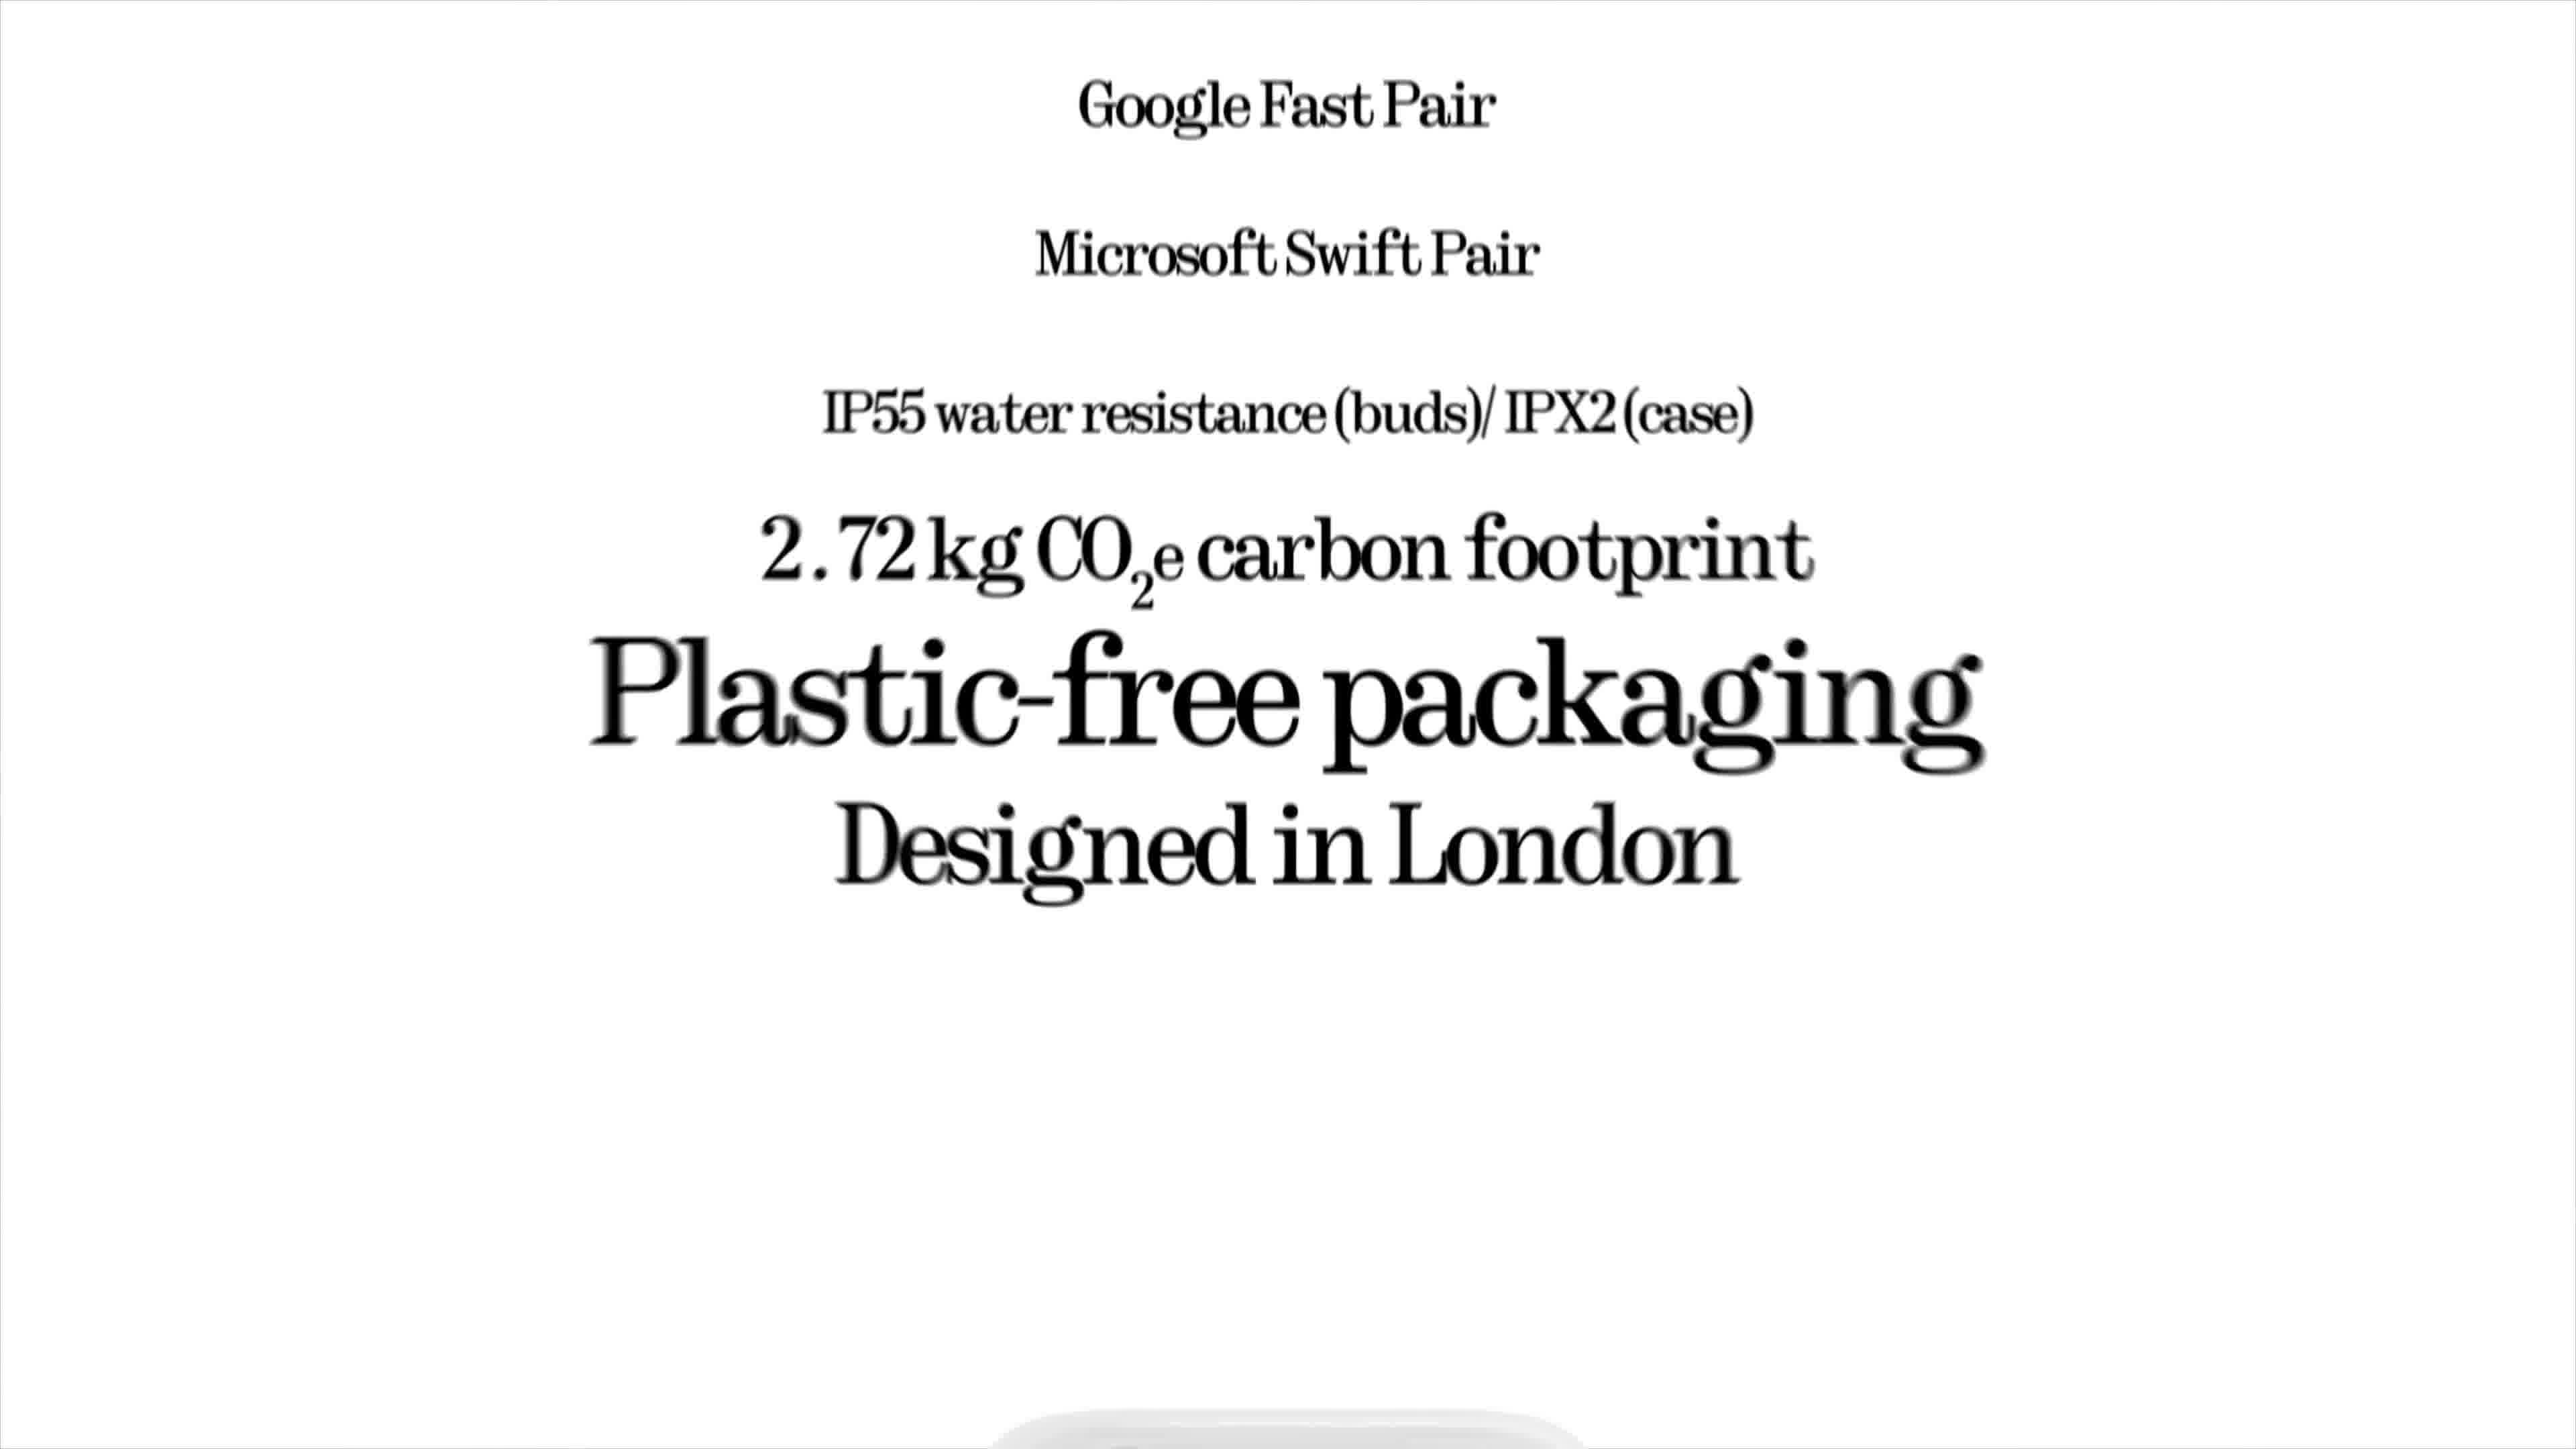 Google Fast Pair
Microsoft Swift Pair
IP55 water resistance (buds)/ IPX2 (case)
2.72 kg CO₂e carbon footprint
Plastic-free packaging
Designed in London